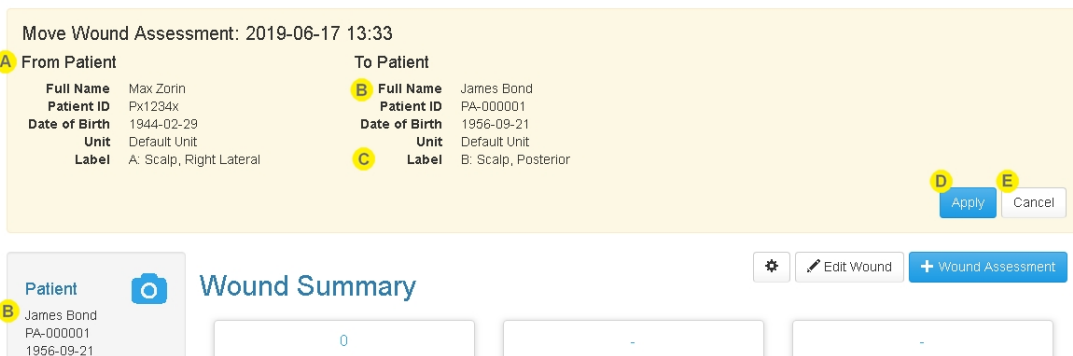 Move Wound Assessment: 2019-06-17 13:33
A From Patient
Full Name Max Zorin
Patient ID Px1234x
Date of Birth 1944-02-29
Unit Default Unit
Label A: Scalp, Right Lateral
To Patient
B Full Name James Bond
Patient ID PA-000001
Date of Birth 1956-09-21
Unit Default Unit
C Label B: Scalp, Posterior
D E
Apply Cancel
Edit Wound + Wound Assessment
Patient
B James Bond
PA-000001
1956-09-21
Wound Summary
0 - -